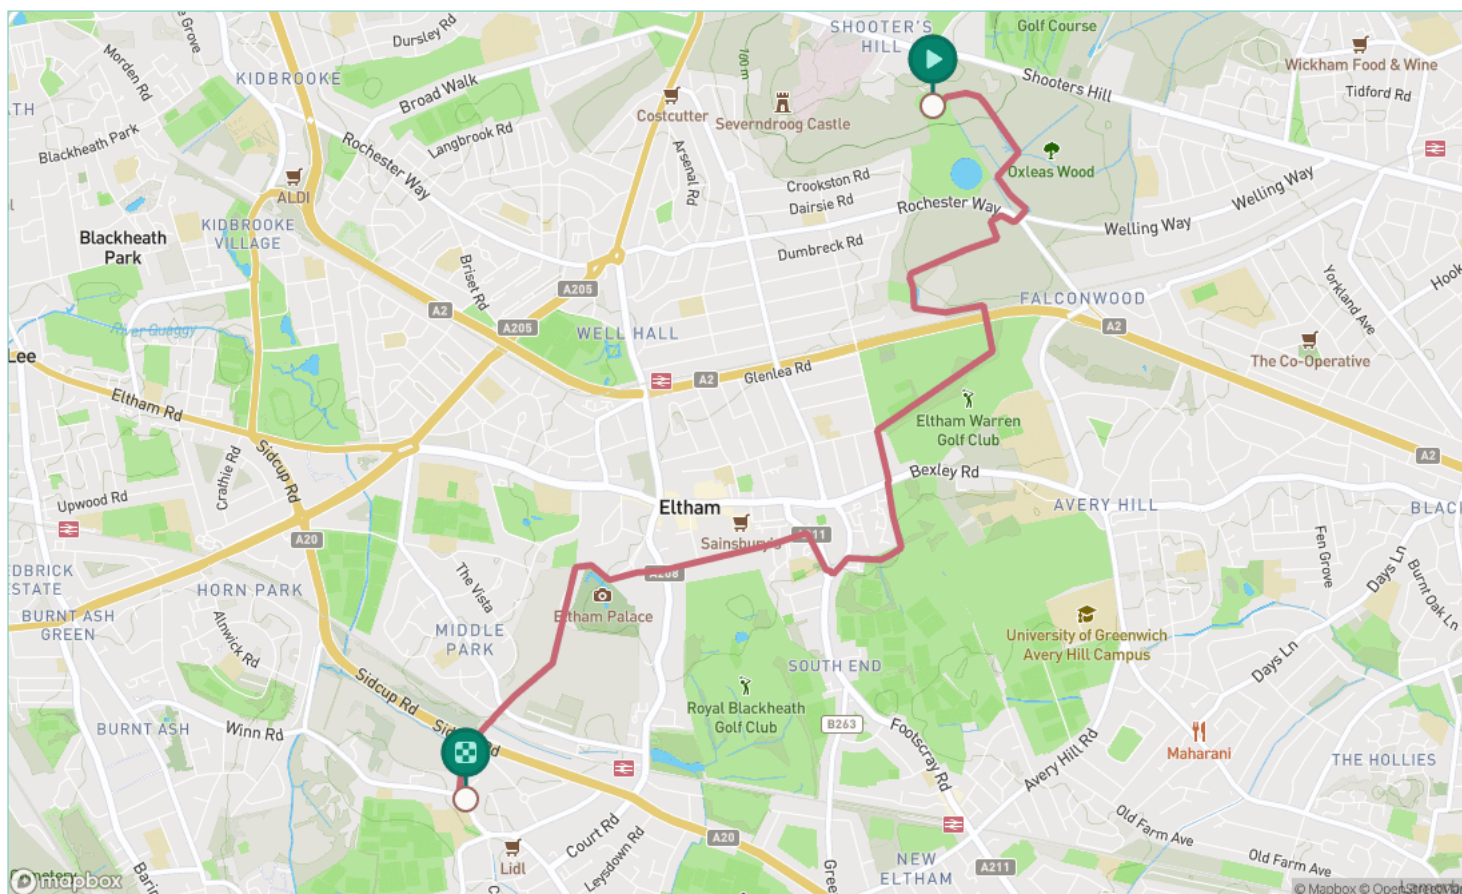 SHOOTER'S
HILL
Golf Course
Dursley Rd
Morden Rd
KIDBROOKE
Broad Walk
Costcutter
Severndroog Castle
100 m
Shooters Hill
Wickham Food & Wine
Tidford Rd
Blackheath Park
Langbrook Rd
Rochester Way
Arsenal Rd
Oxleas Wood
ALDI
Crookston Rd
Dairsie Rd
Rochester Way
Welling Way
Welling Way
KIDBROOKE
VILLAGE
Blackheath
Park
Dumbreck Rd
Briset Rd
A205
A2
A205
WELL HALL
FALCONWOOD
A2
Yorkland Ave
Hook
River Quaggy
Lee
The Co-Operative
Glenlea Rd
A2
Eltham Rd
Eltham Warren
Golf Club
Sidcup Rd
Crathie Rd
A2
Bexley Rd
Upwood Rd
Eltham
AVERY HILL
Sainsbury's
A20
Fen Grove
Days Ln
Burnt Oak Ln
HORN PARK
The Vista
Eltham Palace
BURNT ASH
GREEN
Alnwick Rd
MIDDLE
PARK
University of Greenwich
Avery Hill Campus
SOUTH END
Days Ln
Sidcup Rd
Royal Blackheath
Golf Club
B263
Footscray Rd
Avery Hill Rd
BURNT ASH
Winn Rd
Maharani
THE HOLLIES
Court Rd
Leysdown Rd
A20
Lidl
Old Farm Ave
Old Farm Ave
NEW
ELTHAM
A211
mapbox
© Mapbox